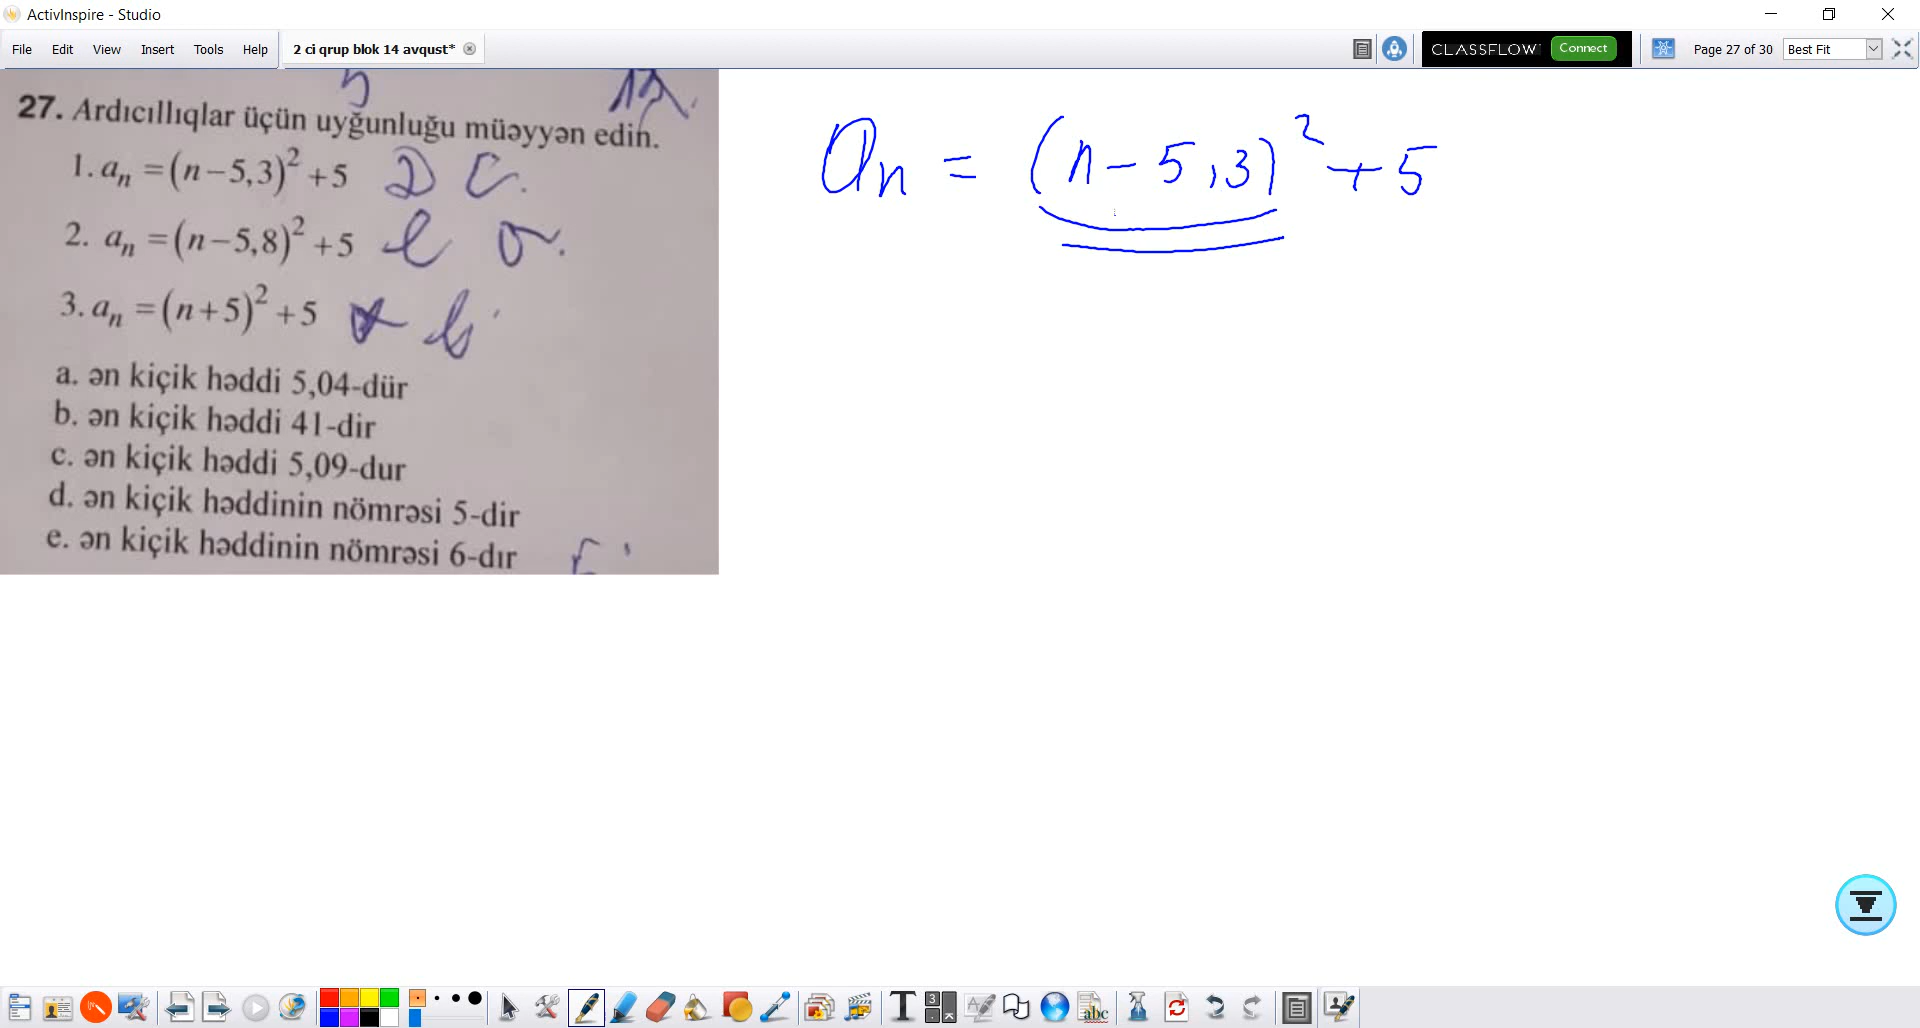 ActivInspire - Studio
File Edit View Insert Tools Help 2 ci qrup blok 14 avqust* CLASSFLOW Connect Page 27 of 30 Best Fit
27. Ardıcıllıqlar üçün uyğunluğu müəyyən edin.
1. aₙ = (n−5,3)² +5 D C.
2. aₙ = (n−5,8)² +5 e a.
3. aₙ = (n+5)² +5 b
a. ən kiçik həddi 5,04-dür
b. ən kiçik həddi 41-dir
c. ən kiçik həddi 5,09-dur
d. ən kiçik həddinin nömrəsi 5-dir
e. ən kiçik həddinin nömrəsi 6-dır
aₙ = (n − 5,3)² + 5